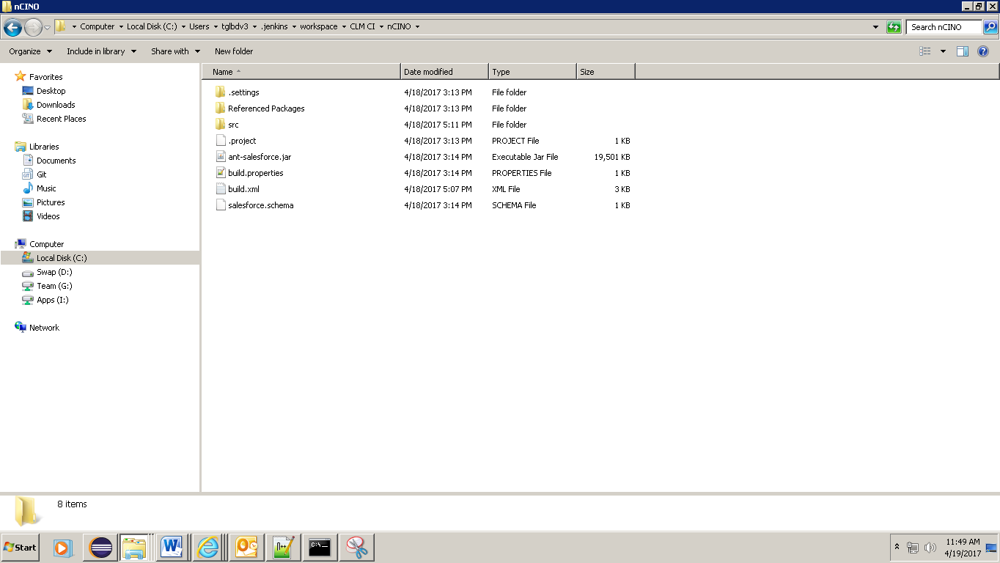 nCINO
Computer Local Disk (C:) Users tglbdv3 .jenkins workspace CLM CI nCINO
Search nCINO
Organize Include in library Share with New folder
Favorites
Desktop
Downloads
Recent Places
Libraries
Documents
Git
Music
Pictures
Videos
Computer
Local Disk (C:)
Swap (D:)
Team (G:)
Apps (I:)
Network
Name Date modified Type Size
.settings 4/18/2017 3:13 PM File folder
Referenced Packages 4/18/2017 3:13 PM File folder
src 4/18/2017 5:11 PM File folder
.project 4/18/2017 3:13 PM PROJECT File 1 KB
ant-salesforce.jar 4/18/2017 3:14 PM Executable Jar File 19,501 KB
build.properties 4/18/2017 3:14 PM PROPERTIES File 1 KB
build.xml 4/18/2017 5:07 PM XML File 3 KB
salesforce.schema 4/18/2017 3:14 PM SCHEMA File 1 KB
8 items
Start
11:49 AM
4/19/2017